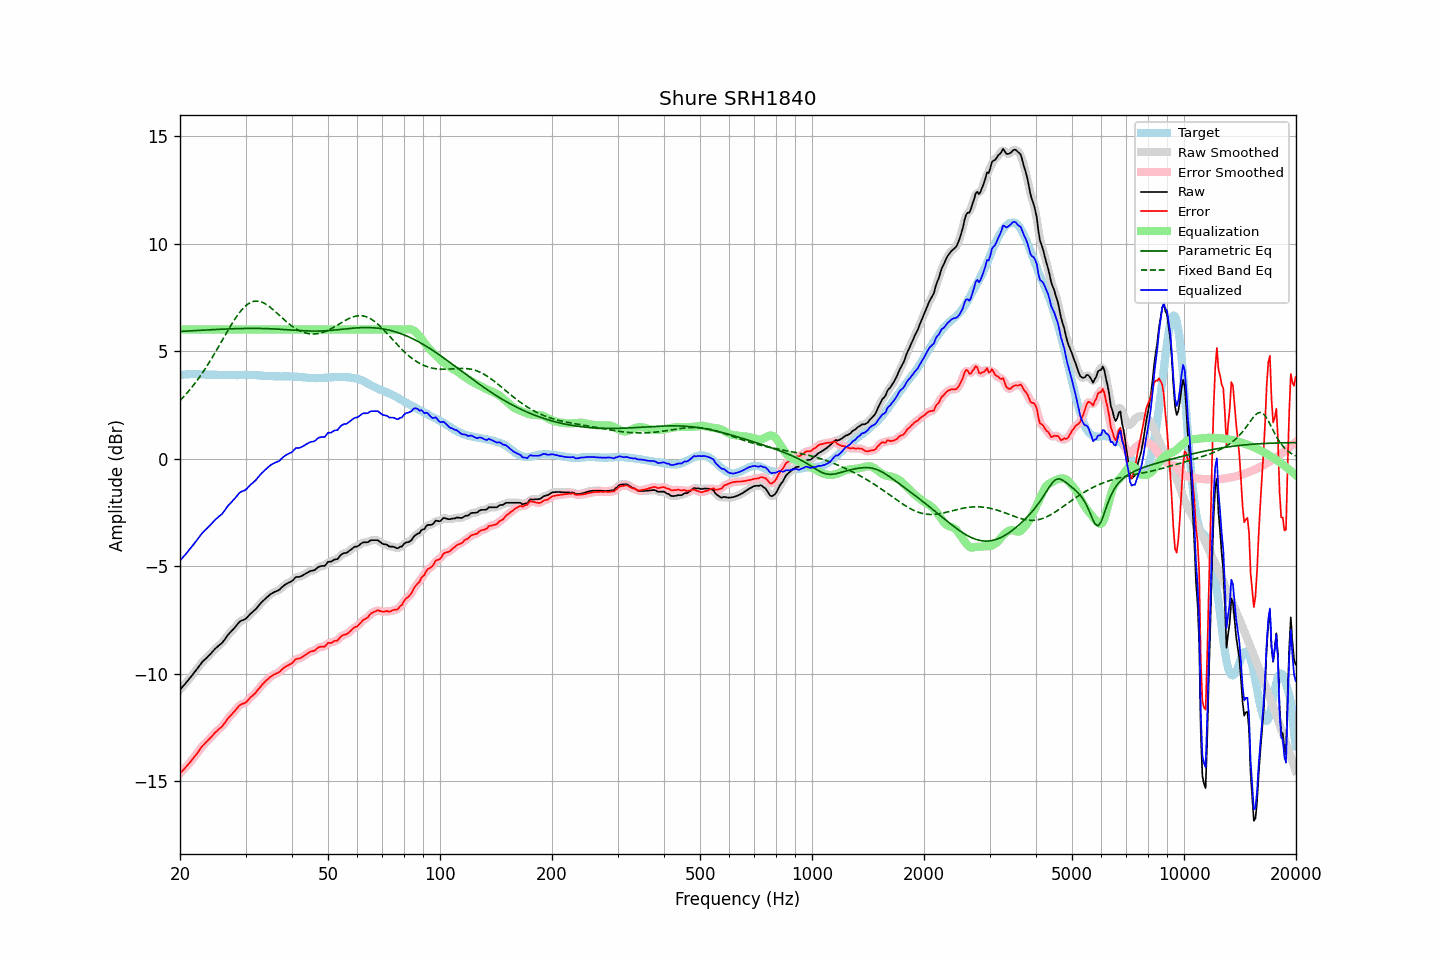 Shure SRH1840
Target
Raw Smoothed
Error Smoothed
Raw
Error
Equalization
Parametric Eq
Fixed Band Eq
Equalized
Amplitude (dBr)
15
10
5
0
−5
−10
−15
20 50 100 200 500 1000 2000 5000 10000 20000
Frequency (Hz)